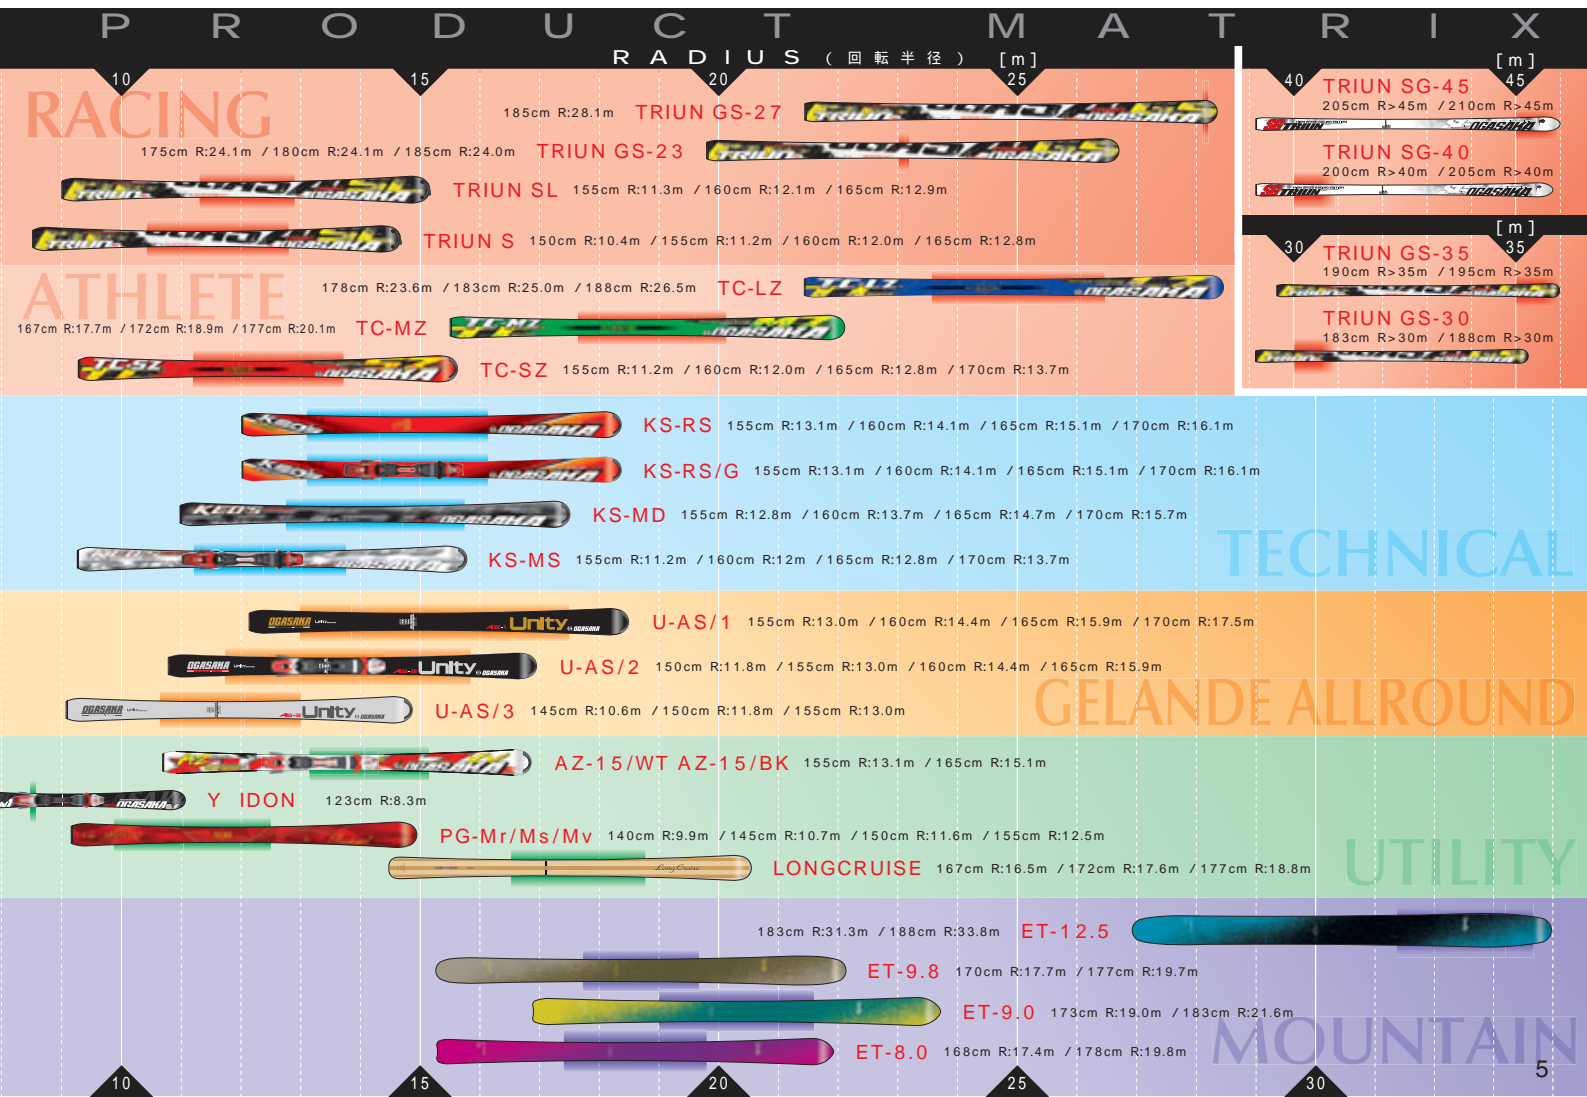 PRODUCT MATRIX
RADIUS (回転半径) [m]
10 15 20 25
[m]
40 45
RACING
185cm R:28.1m TRIUN GS-27
175cm R:24.1m / 180cm R:24.1m / 185cm R:24.0m TRIUN GS-23
TRIUN SL 155cm R:11.3m / 160cm R:12.1m / 165cm R:12.9m
TRIUN S 150cm R:10.4m / 155cm R:11.2m / 160cm R:12.0m / 165cm R:12.8m
TRIUN SG-45
205cm R>45m / 210cm R>45m
TRIUN SG-40
200cm R>40m / 205cm R>40m
[m]
30 35
TRIUN GS-35
190cm R>35m / 195cm R>35m
TRIUN GS-30
183cm R>30m / 188cm R>30m
ATHLETE
178cm R:23.6m / 183cm R:25.0m / 188cm R:26.5m TC-LZ
167cm R:17.7m / 172cm R:18.9m / 177cm R:20.1m TC-MZ
TC-SZ 155cm R:11.2m / 160cm R:12.0m / 165cm R:12.8m / 170cm R:13.7m
KS-RS 155cm R:13.1m / 160cm R:14.1m / 165cm R:15.1m / 170cm R:16.1m
KS-RS/G 155cm R:13.1m / 160cm R:14.1m / 165cm R:15.1m / 170cm R:16.1m
KS-MD 155cm R:12.8m / 160cm R:13.7m / 165cm R:14.7m / 170cm R:15.7m
KS-MS 155cm R:11.2m / 160cm R:12m / 165cm R:12.8m / 170cm R:13.7m
TECHNICAL
OGASAKA Unity U-AS/1 155cm R:13.0m / 160cm R:14.4m / 165cm R:15.9m / 170cm R:17.5m
OGASAKA Unity U-AS/2 150cm R:11.8m / 155cm R:13.0m / 160cm R:14.4m / 165cm R:15.9m
OGASAKA Unity U-AS/3 145cm R:10.6m / 150cm R:11.8m / 155cm R:13.0m
GELANDE ALLROUND
AZ-15/WT AZ-15/BK 155cm R:13.1m / 165cm R:15.1m
Y IDON 123cm R:8.3m
PG-Mr/Ms/Mv 140cm R:9.9m / 145cm R:10.7m / 150cm R:11.6m / 155cm R:12.5m
LONGCRUISE 167cm R:16.5m / 172cm R:17.6m / 177cm R:18.8m
UTILITY
183cm R:31.3m / 188cm R:33.8m ET-12.5
ET-9.8 170cm R:17.7m / 177cm R:19.7m
ET-9.0 173cm R:19.0m / 183cm R:21.6m
ET-8.0 168cm R:17.4m / 178cm R:19.8m
MOUNTAIN
5
10 15 20 25 30